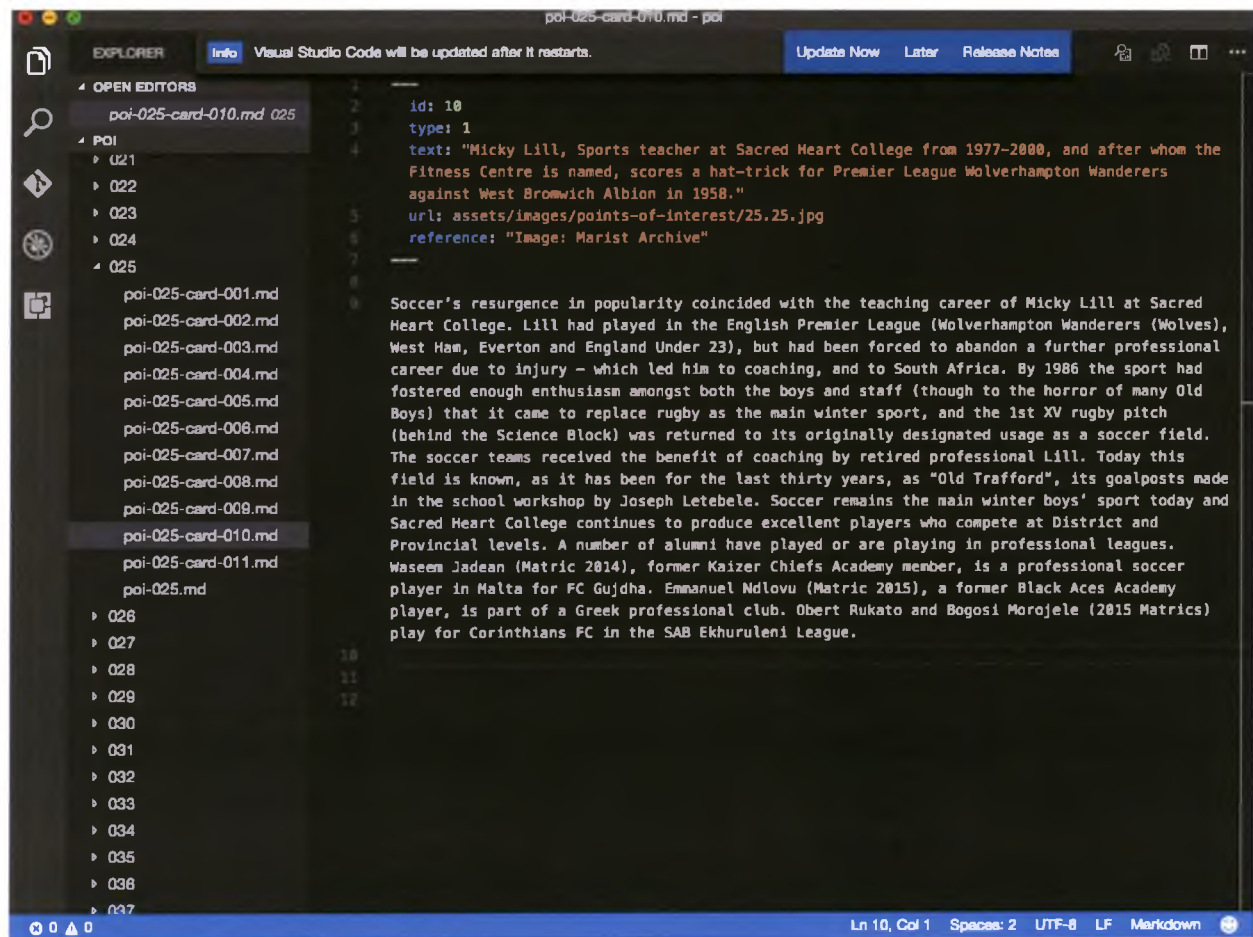 poi-025-card-010.md - poi
EXPLORER
Info Visual Studio Code will be updated after it restarts.
Update Now Later Release Notes
OPEN EDITORS
poi-025-card-010.md 025
POI
021
022
023
024
025
poi-025-card-001.md
poi-025-card-002.md
poi-025-card-003.md
poi-025-card-004.md
poi-025-card-005.md
poi-025-card-006.md
poi-025-card-007.md
poi-025-card-008.md
poi-025-card-009.md
poi-025-card-010.md
poi-025-card-011.md
poi-025.md
026
027
028
029
030
031
032
033
034
035
036
037
1 ---
2 id: 10
3 type: 1
4 text: "Micky Lill, Sports teacher at Sacred Heart College from 1977-2000, and after whom the
Fitness Centre is named, scores a hat-trick for Premier League Wolverhampton Wanderers
against West Bromwich Albion in 1958."
5 url: assets/images/points-of-interest/25.25.jpg
6 reference: "Image: Marist Archive"
7 ---
8
9 Soccer's resurgence in popularity coincided with the teaching career of Micky Lill at Sacred
Heart College. Lill had played in the English Premier League (Wolverhampton Wanderers (Wolves),
West Ham, Everton and England Under 23), but had been forced to abandon a further professional
career due to injury – which led him to coaching, and to South Africa. By 1986 the sport had
fostered enough enthusiasm amongst both the boys and staff (though to the horror of many Old
Boys) that it came to replace rugby as the main winter sport, and the 1st XV rugby pitch
(behind the Science Block) was returned to its originally designated usage as a soccer field.
The soccer teams received the benefit of coaching by retired professional Lill. Today this
field is known, as it has been for the last thirty years, as "Old Trafford", its goalposts made
in the school workshop by Joseph Letebele. Soccer remains the main winter boys' sport today and
Sacred Heart College continues to produce excellent players who compete at District and
Provincial levels. A number of alumni have played or are playing in professional leagues.
Waseem Jadean (Matric 2014), former Kaizer Chiefs Academy member, is a professional soccer
player in Malta for FC Gujdha. Emmanuel Ndlovu (Matric 2015), a former Black Aces Academy
player, is part of a Greek professional club. Obert Rukato and Bogosi Morojele (2015 Matrics)
play for Corinthians FC in the SAB Ekhuruleni League.
10
11
12
0 0 Ln 10, Col 1 Spaces: 2 UTF-8 LF Markdown